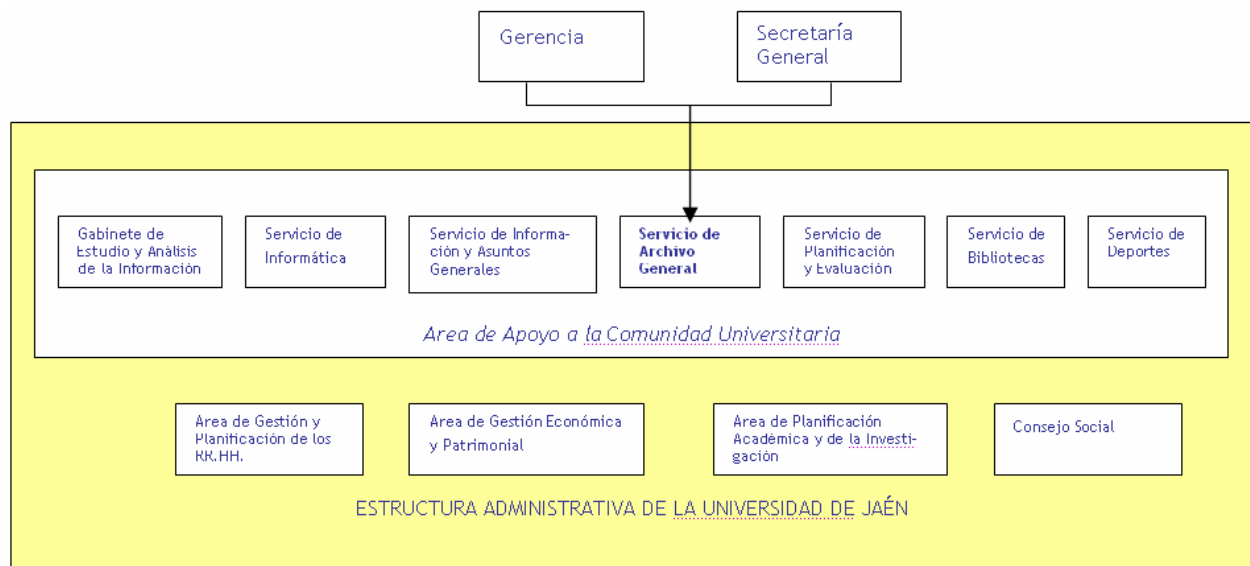 Gerencia
Secretaría
General
Gabinete de
Estudio y Análisis
de la Información
Servicio de
Informática
Servicio de Informa-
ción y Asuntos
Generales
Servicio de
Archivo
General
Servicio de
Planificación
y Evaluación
Servicio de
Bibliotecas
Servicio de
Deportes
Area de Apoyo a la Comunidad Universitaria
Area de Gestión y
Planificación de los
RR.HH.
Area de Gestión Económica
y Patrimonial
Area de Planificación
Académica y de la Investi-
gación
Consejo Social
ESTRUCTURA ADMINISTRATIVA DE LA UNIVERSIDAD DE JAÉN